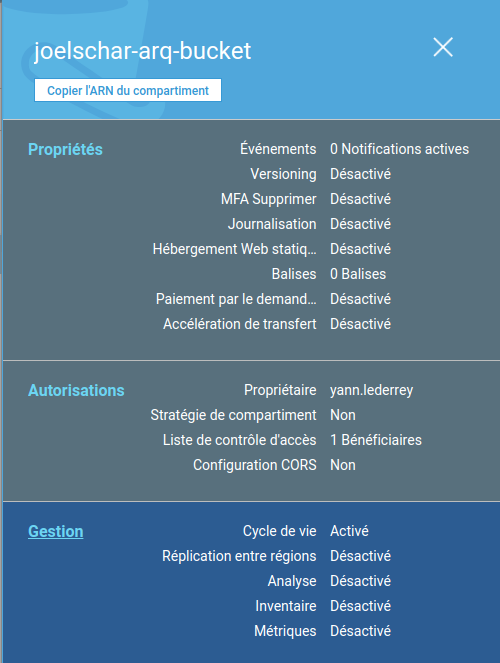 joelschar-arq-bucket
Copier l'ARN du compartiment
Propriétés Événements 0 Notifications actives
Versioning Désactivé
MFA Supprimer Désactivé
Journalisation Désactivé
Hébergement Web statiq... Désactivé
Balises 0 Balises
Paiement par le demand... Désactivé
Accélération de transfert Désactivé
Autorisations Propriétaire yann.lederrey
Stratégie de compartiment Non
Liste de contrôle d'accès 1 Bénéficiaires
Configuration CORS Non
Gestion Cycle de vie Activé
Réplication entre régions Désactivé
Analyse Désactivé
Inventaire Désactivé
Métriques Désactivé